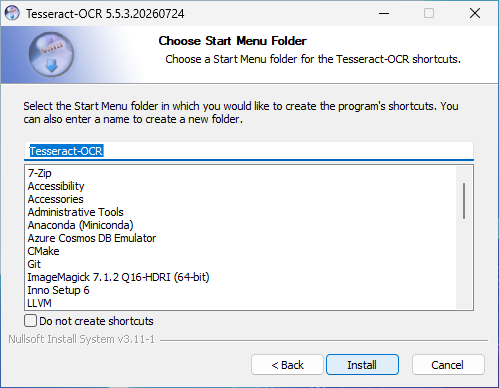 Tesseract-OCR 5.5.3.20260724
Choose Start Menu Folder
Choose a Start Menu folder for the Tesseract-OCR shortcuts.
Select the Start Menu folder in which you would like to create the program's shortcuts. You
can also enter a name to create a new folder.
Tesseract-OCR
7-Zip
Accessibility
Accessories
Administrative Tools
Anaconda (Miniconda)
Azure Cosmos DB Emulator
CMake
Git
ImageMagick 7.1.2 Q16-HDRI (64-bit)
Inno Setup 6
LLVM
Do not create shortcuts
Nullsoft Install System v3.11-1
< Back
Install
Cancel